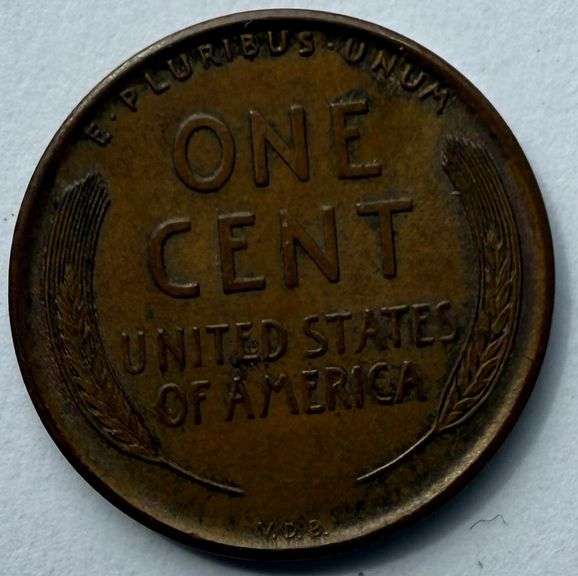 E·PLURIBUS·UNUM
ONE
CENT
UNITED STATES
OF AMERICA
V.D.B.